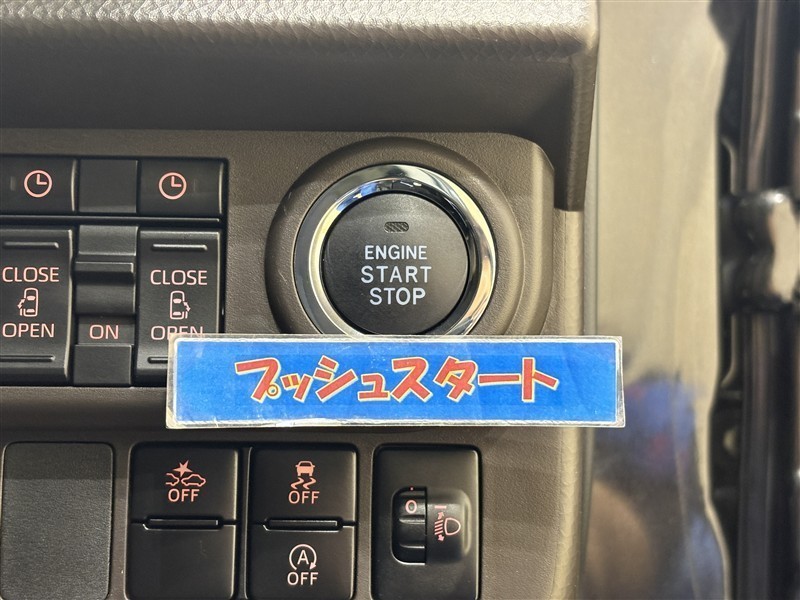 ENGINE
START
STOP
CLOSE
OPEN
ON
CLOSE
OPEN
プッシュスタート
OFF
OFF
A
OFF
0